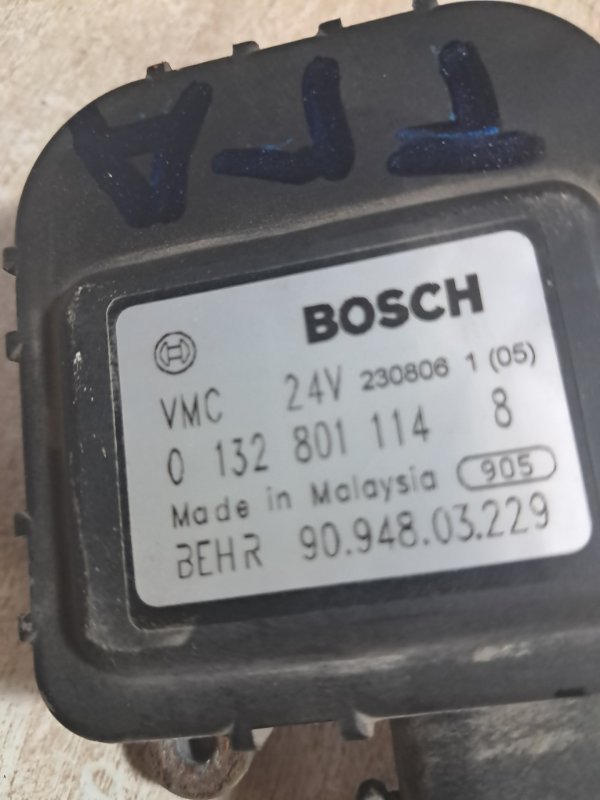 BOSCH
VMC 24V 230806 1 (05)
0 132 801 114 8
Made in Malaysia 905
BEHR 90.948.03.229